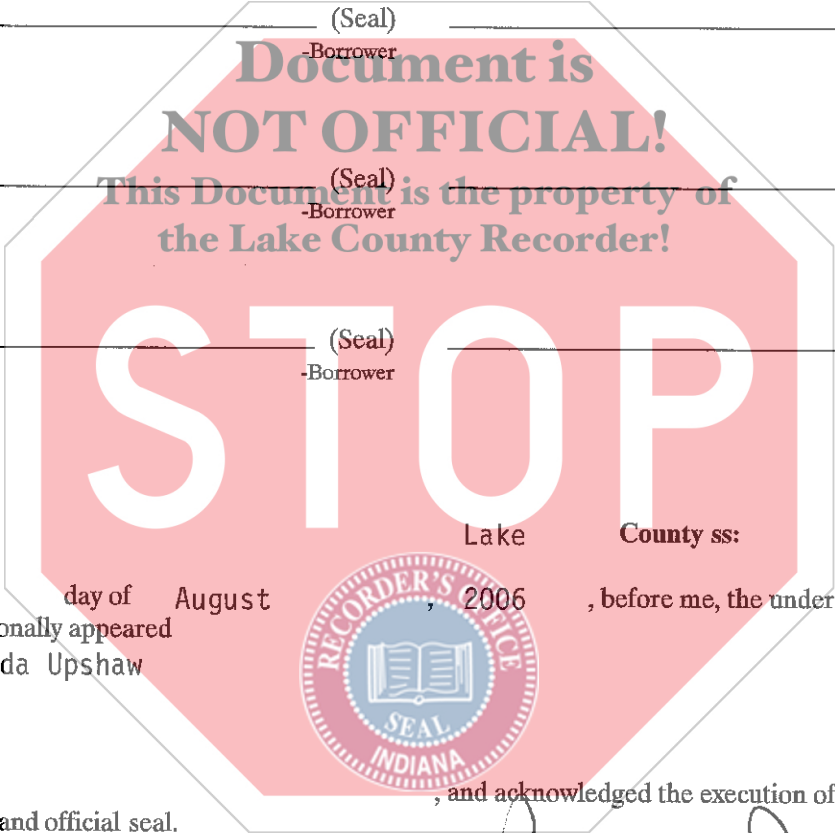 (Seal)
-Borrower
Document is
NOT OFFICIAL!
(Seal)
This Document is the property of
-Borrower
the Lake County Recorder!
(Seal)
-Borrower
STOP
Lake County ss:
day of August , 2006 , before me, the under
onally appeared
da Upshaw
RECORDER'S OFFICE
SEAL
INDIANA
, and acknowledged the execution of
and official seal.